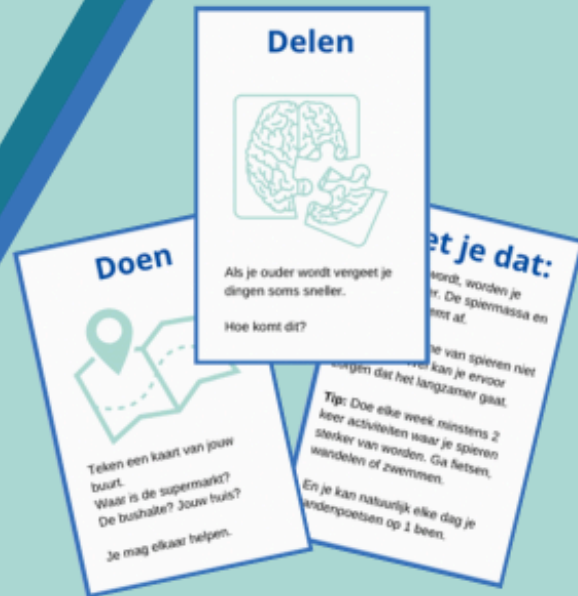 Delen
Als je ouder wordt vergeet je
dingen soms sneller.
Hoe komt dit?
Doen
Teken een kaart van jouw
buurt.
Waar is de supermarkt?
De bushalte? Jouw huis?
Je mag elkaar helpen.
et je dat:
wordt, worden je
r. De spiermassa en
emt af.
me van spieren niet
kan je ervoor
zorgen dat het langzamer gaat.
Tip: Doe elke week minstens 2
keer activiteiten waar je spieren
sterker van worden. Ga fietsen,
wandelen of zwemmen.
En je kan natuurlijk elke dag je
andenpoetsen op 1 been.